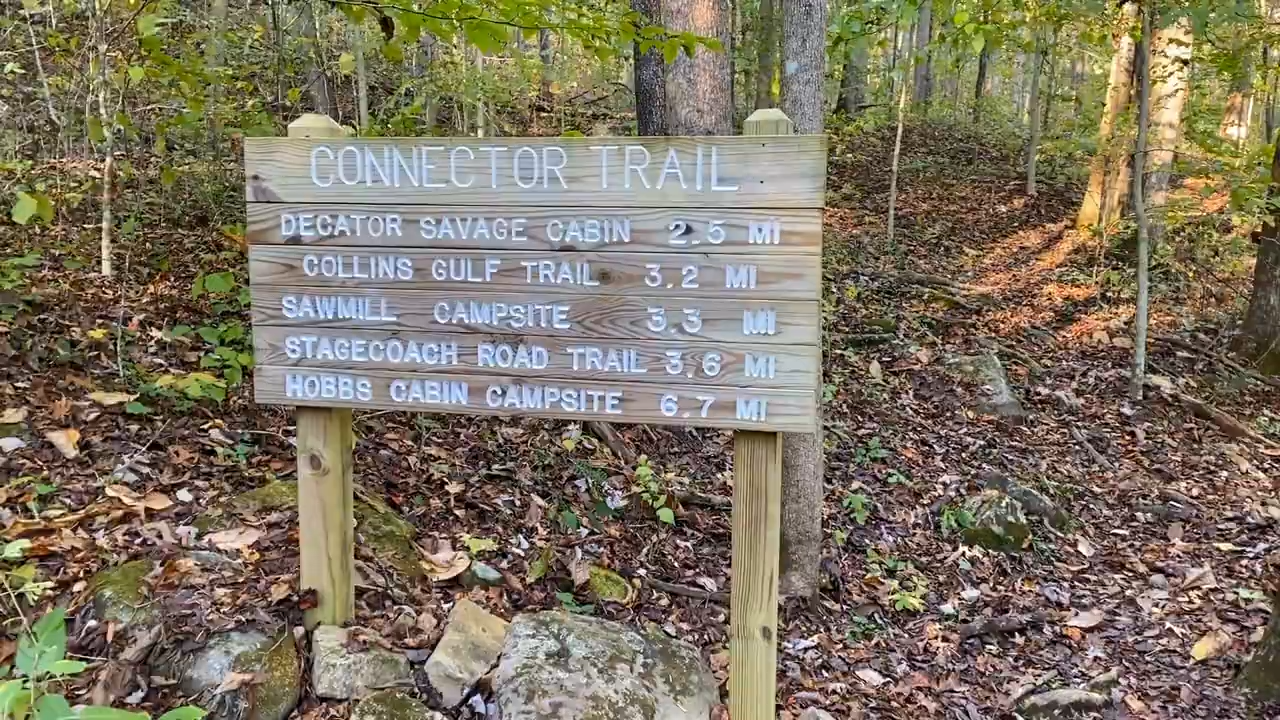 CONNECTOR TRAIL
DECATOR SAVAGE CABIN 2.5 MI
COLLINS GULF TRAIL 3.2 MI
SAWMILL CAMPSITE 3.3 MI
STAGECOACH ROAD TRAIL 3.6 MI
HOBBS CABIN CAMPSITE 6.7 MI